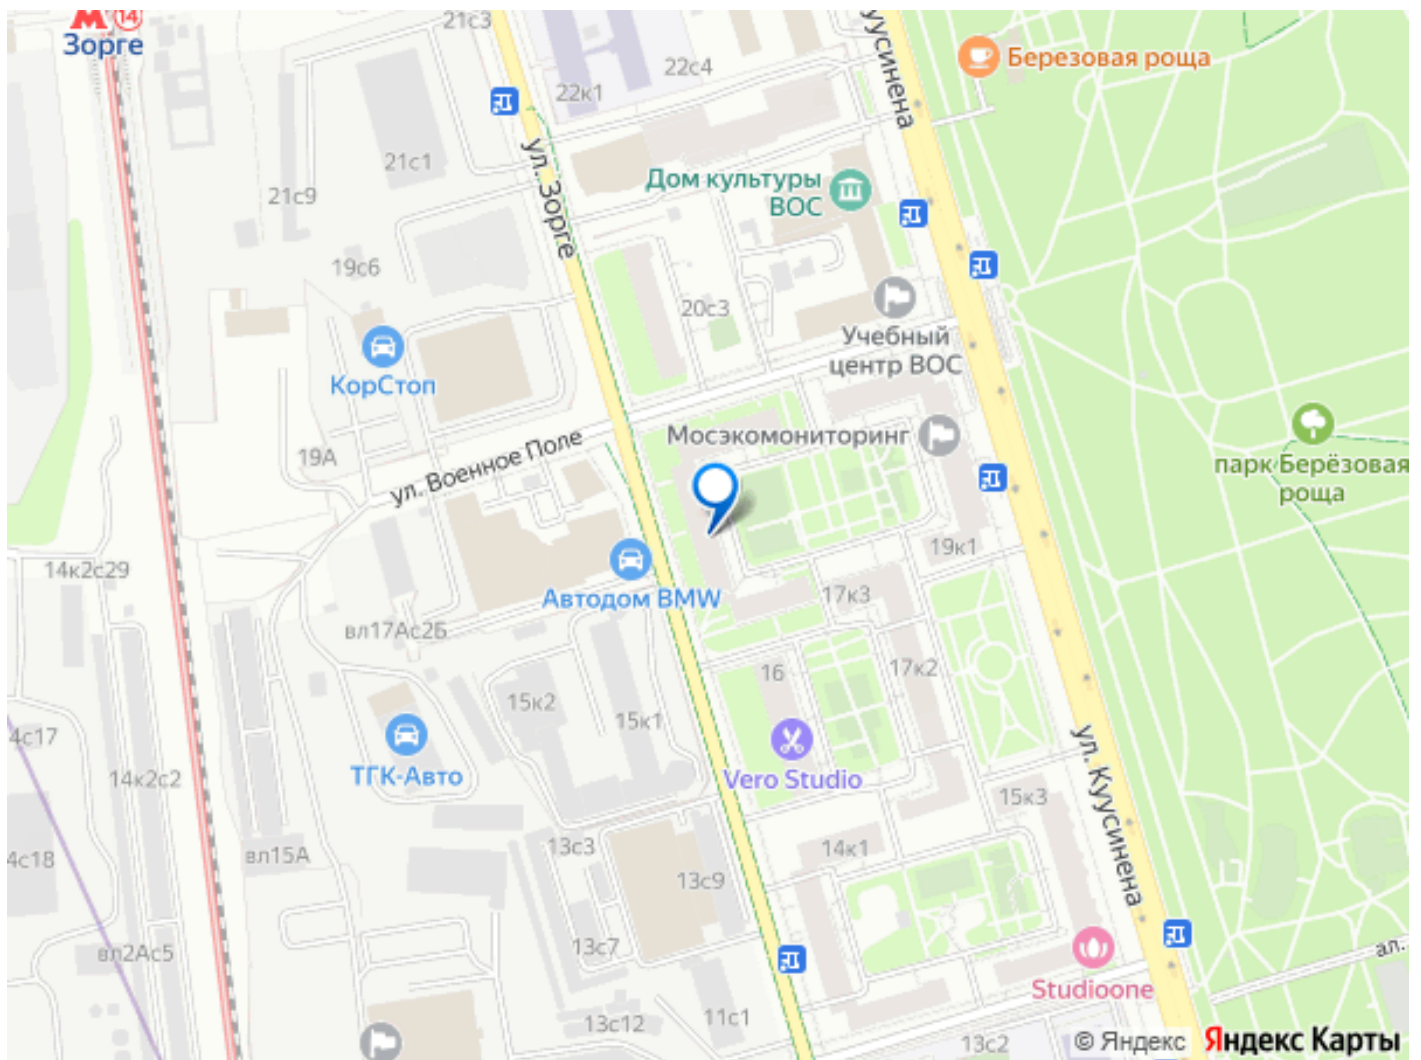 14
Зорге
21с3
22с4
22к1
Куусинена
Березовая роща
21с1
21с9
ул. Зорге
Дом культуры
ВОС
19с6
20с3
КорСтоп
Учебный
центр ВОС
Мосэкомониторинг
19А
ул. Военное Поле
парк Берёзовая
роща
14к2с29
Автодом BMW
19к1
17к3
вл17Ас2Б
16
17к2
15к2
15к1
4с17
14к2с2
ТГК-Авто
Vero Studio
15к3
ул. Куусинена
4с18
вл15А
13с3
14к1
13с9
вл2Ас5
13с7
ал.
Studioone
13с12
11с1
13с2
© Яндекс
Яндекс Карты